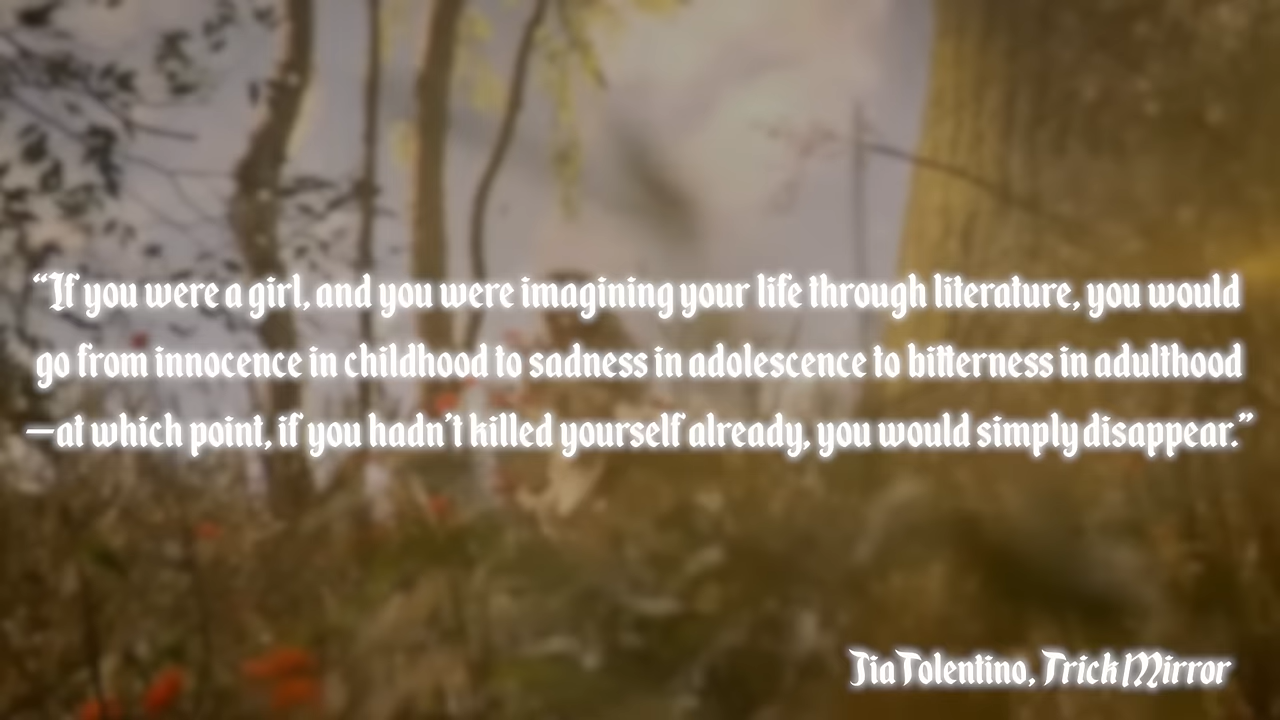 “If you were a girl, and you were imagining your life through literature, you would
go from innocence in childhood to sadness in adolescence to bitterness in adulthood
—at which point, if you hadn’t killed yourself already, you would simply disappear.”
Jia Tolentino, Trick Mirror